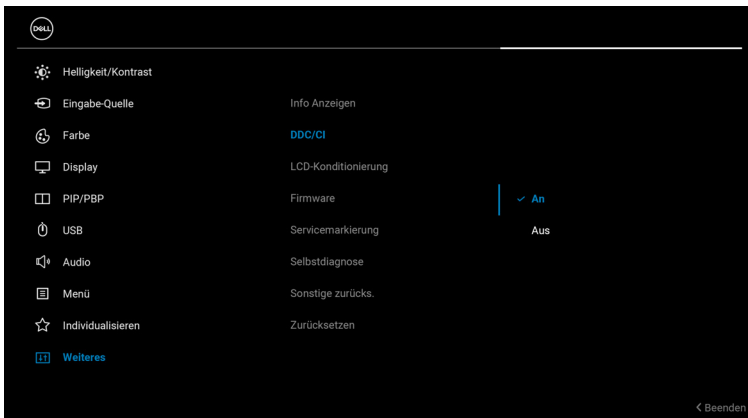 DELL
Helligkeit/Kontrast
Eingabe-Quelle
Farbe
Display
PIP/PBP
USB
Audio
Menü
Individualisieren
Weiteres
Info Anzeigen
DDC/CI
LCD-Konditionierung
Firmware
Servicemarkierung
Selbstdiagnose
Sonstige zurücks.
Zurücksetzen
An
Aus
Beenden